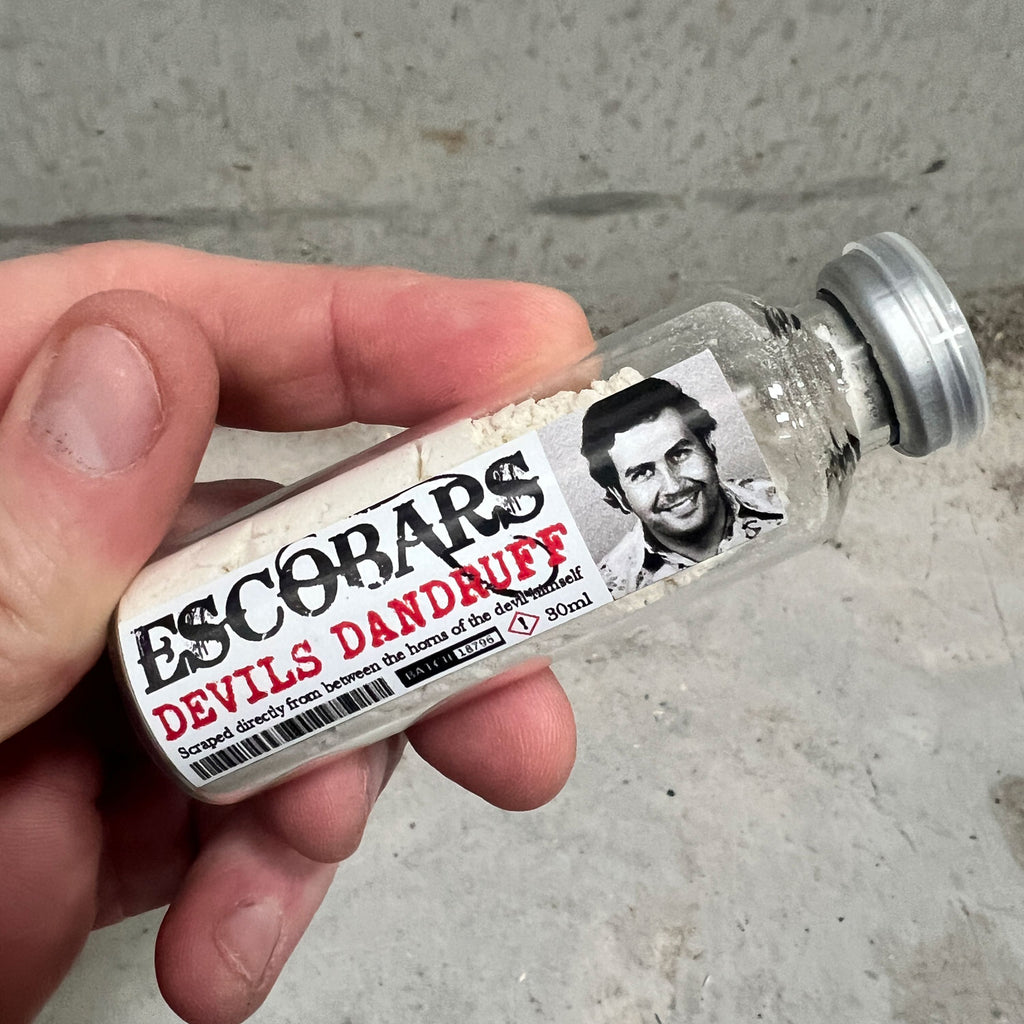 ESCOBARS
DEVILS DANDRUFF
Scraped directly from between the horns of the devil himself
BATCH 18796
! 30ml